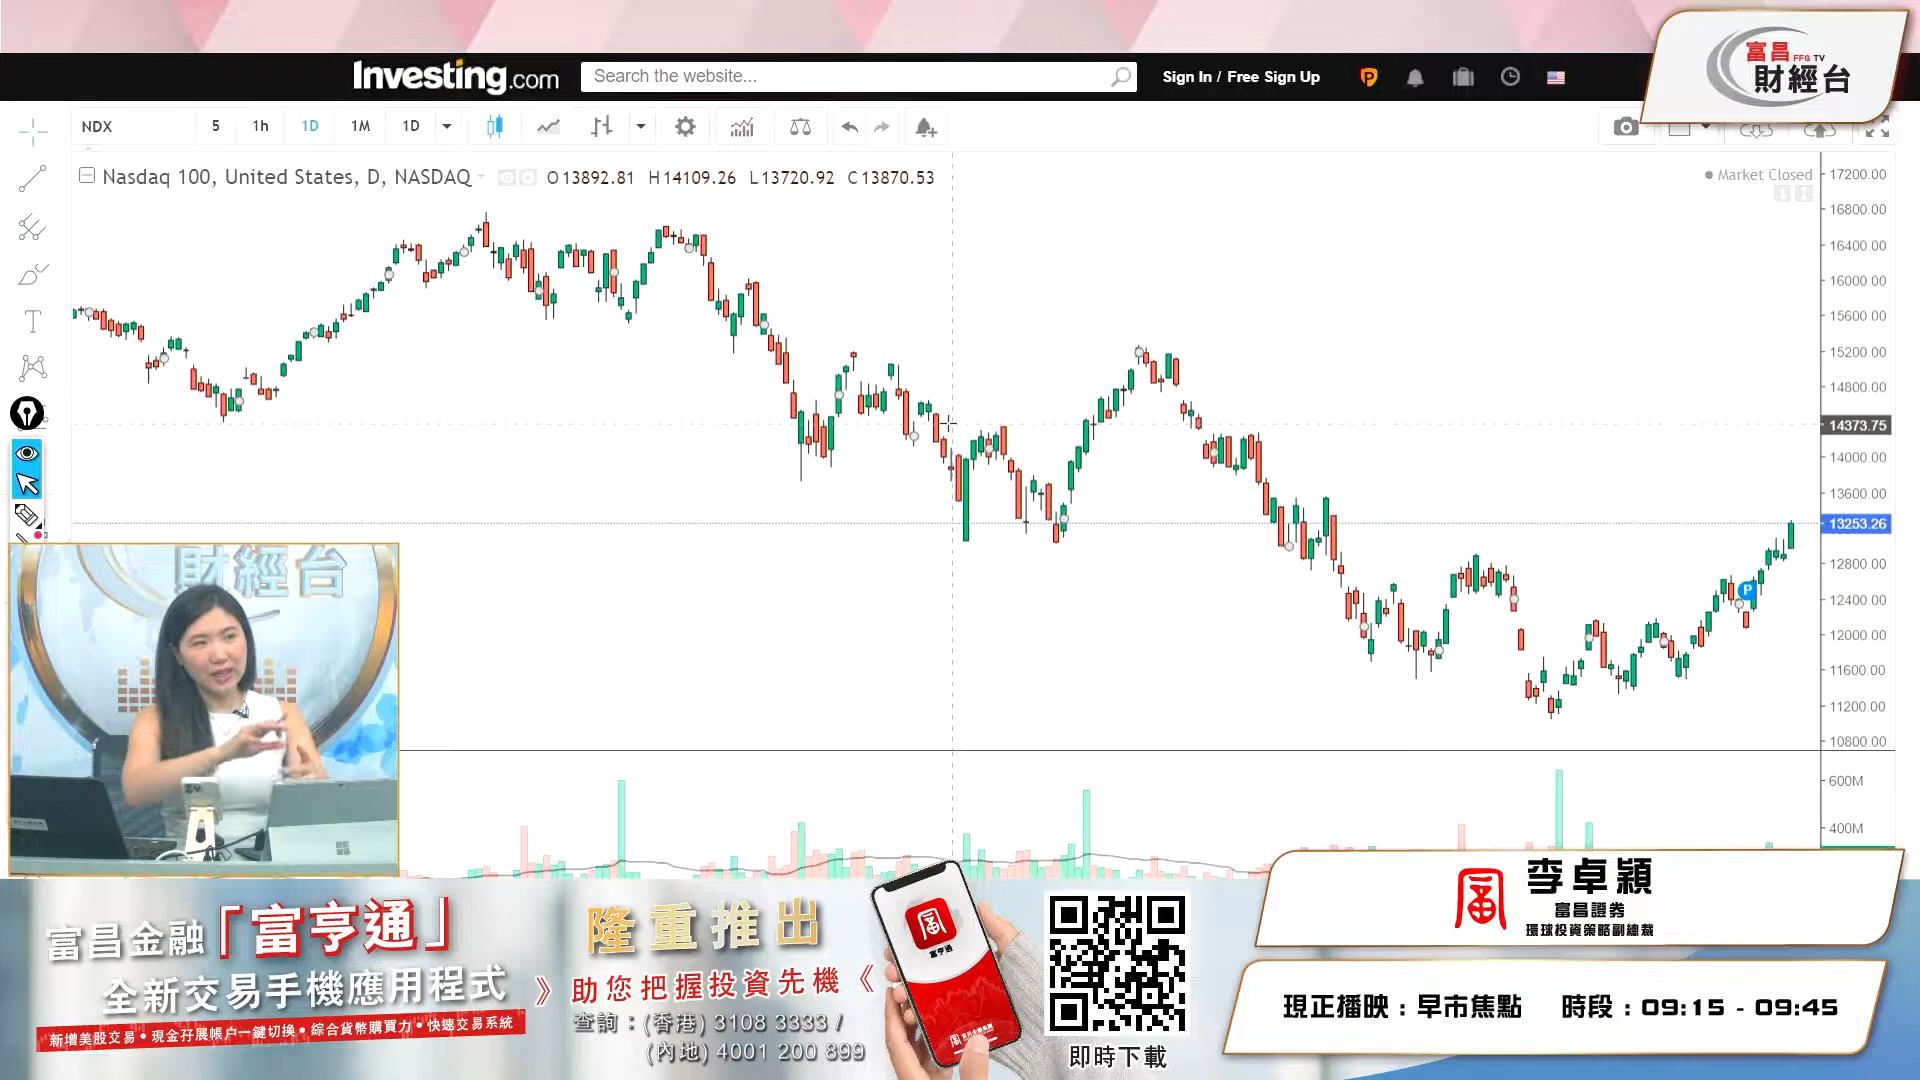 Investing.com
Search the website...
Sign In / Free Sign Up
富昌 FFG TV
財經台
NDX
5
1h
1D
1M
1D
Nasdaq 100, United States, D, NASDAQ
O13892.81 H14109.26 L13720.92 C13870.53
Market Closed
17200.00
16800.00
16400.00
16000.00
15600.00
15200.00
14800.00
14373.75
14000.00
13600.00
13253.26
12800.00
12400.00
12000.00
11600.00
11200.00
10800.00
600M
400M
P
財經台
富昌金融「富亨通」
全新交易手機應用程式
新增美股交易 • 現金孖展帳戶一鍵切換 • 綜合貨幣購買力 • 快速交易系統
隆重推出
》助您把握投資先機《
查詢：(香港) 3108 3333 /
(內地) 4001 200 899
富亨通
即時下載
李卓穎
富昌證券
環球投資策略副總裁
現正播映：早市焦點 時段：09:15 - 09:45